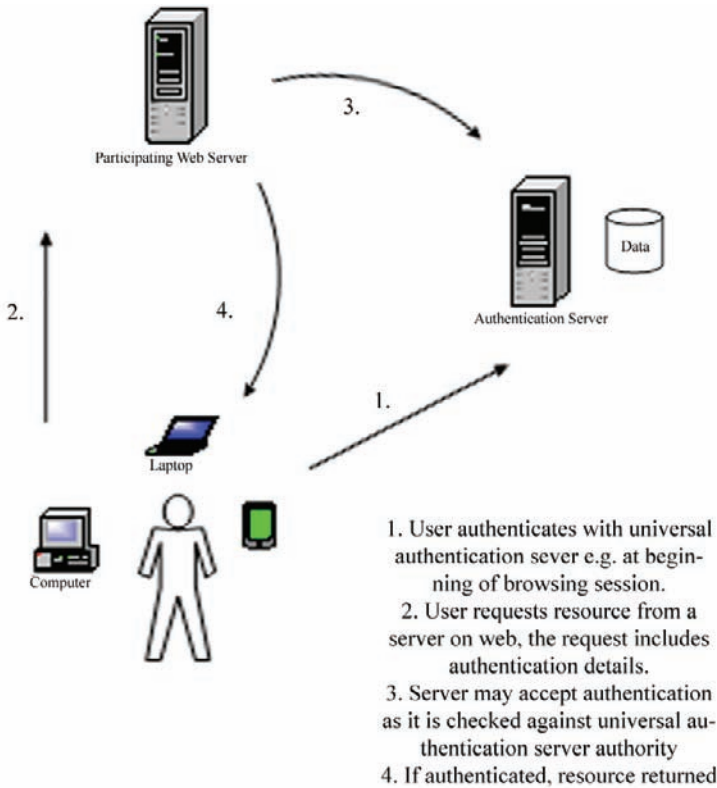 3.
Participating Web Server
Data
2.
4.
Authentication Server
1.
Laptop
Computer
1. User authenticates with universal
authentication sever e.g. at begin-
ning of browsing session.
2. User requests resource from a
server on web, the request includes
authentication details.
3. Server may accept authentication
as it is checked against universal au-
thentication server authority
4. If authenticated, resource returned